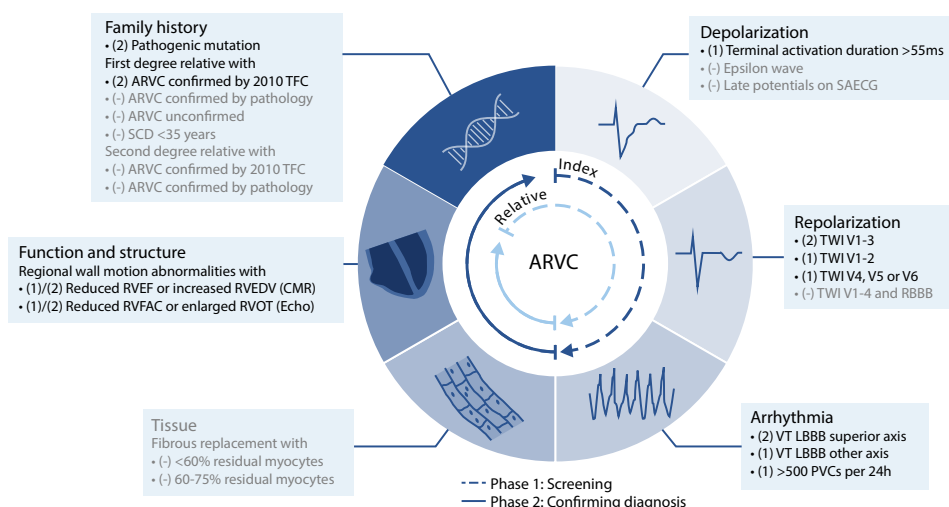 Family history
• (2) Pathogenic mutation
First degree relative with
• (2) ARVC confirmed by 2010 TFC
• (-) ARVC confirmed by pathology
• (-) ARVC unconfirmed
• (-) SCD <35 years
Second degree relative with
• (-) ARVC confirmed by 2010 TFC
• (-) ARVC confirmed by pathology
Depolarization
• (1) Terminal activation duration >55ms
• (-) Epsilon wave
• (-) Late potentials on SAECG
Index
Relative
ARVC
Function and structure
Regional wall motion abnormalities with
• (1)/(2) Reduced RVEF or increased RVEDV (CMR)
• (1)/(2) Reduced RVFAC or enlarged RVOT (Echo)
Repolarization
• (2) TWI V1-3
• (1) TWI V1-2
• (1) TWI V4, V5 or V6
• (-) TWI V1-4 and RBBB
Tissue
Fibrous replacement with
• (-) <60% residual myocytes
• (-) 60-75% residual myocytes
Arrhythmia
• (2) VT LBBB superior axis
• (1) VT LBBB other axis
• (1) >500 PVCs per 24h
Phase 1: Screening
Phase 2: Confirming diagnosis